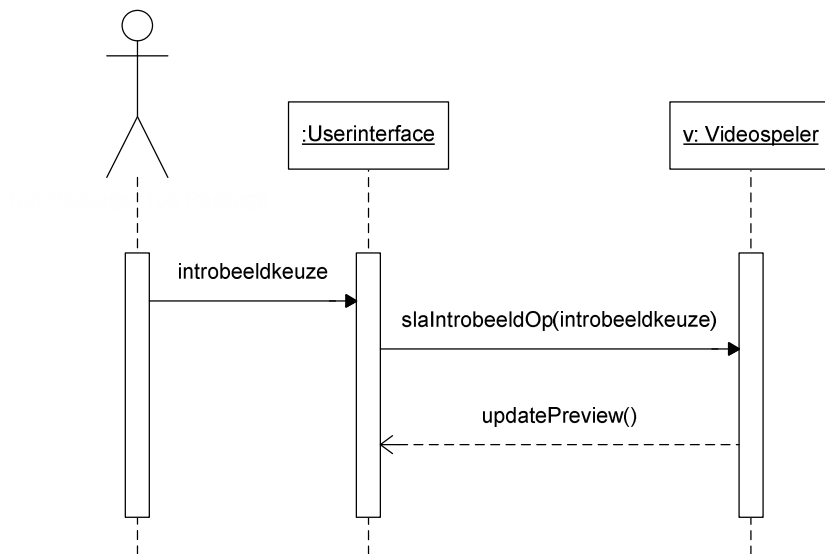 :Userinterface
v: Videospeler
introbeeldkeuze
slaIntrobeeldOp(introbeeldkeuze)
updatePreview()